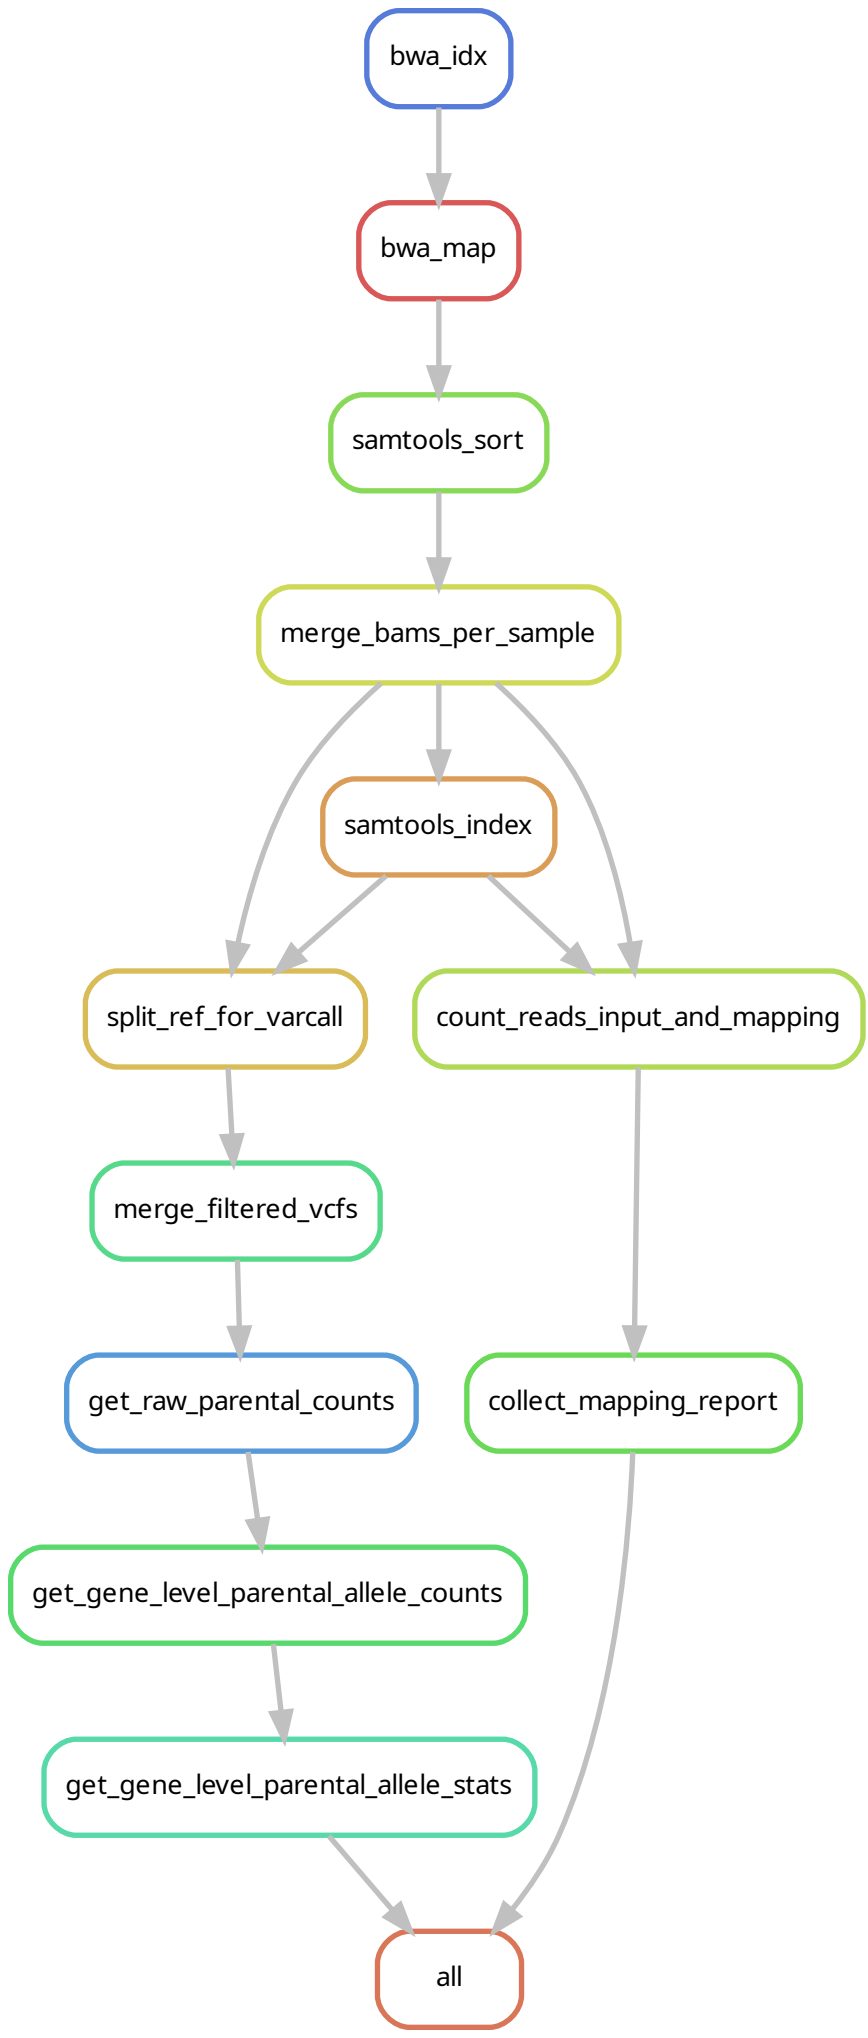 bwa_idx
bwa_map
samtools_sort
merge_bams_per_sample
samtools_index
split_ref_for_varcall
count_reads_input_and_mapping
merge_filtered_vcfs
get_raw_parental_counts
collect_mapping_report
get_gene_level_parental_allele_counts
get_gene_level_parental_allele_stats
all